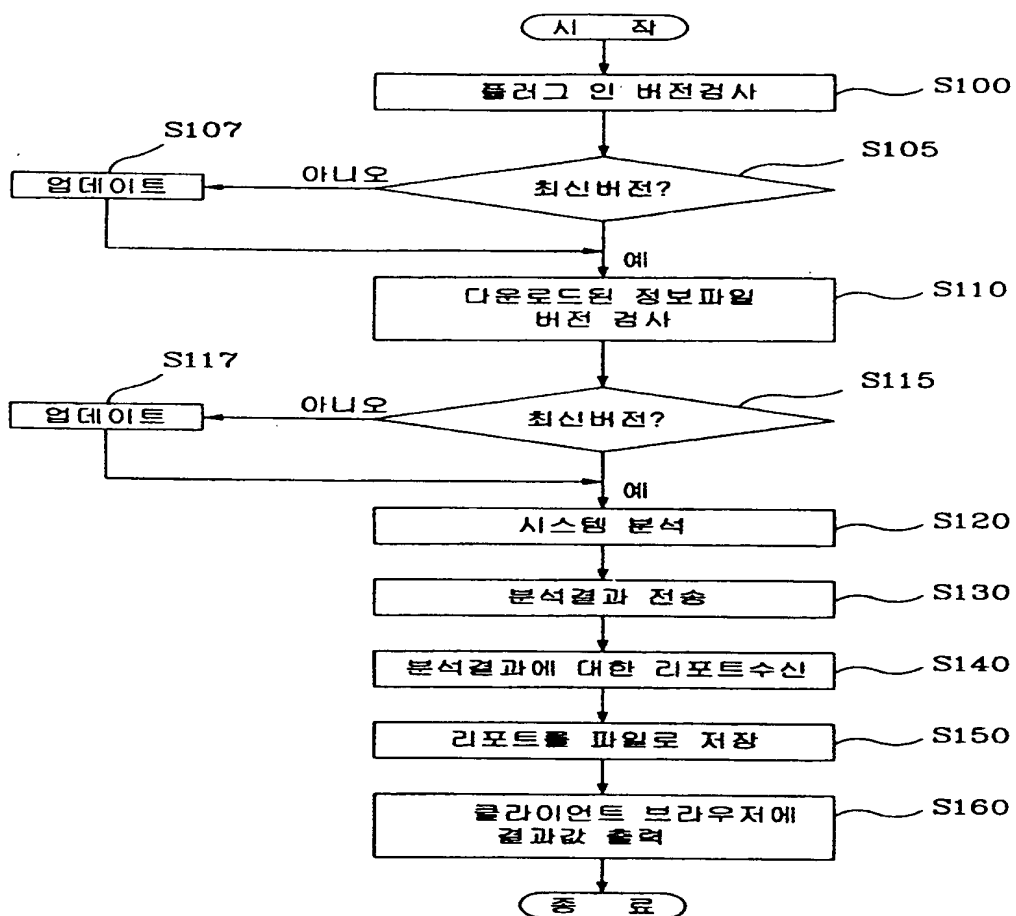 시 작
플러그 인 버전검사
S100
S107
S105
업데이트
아니오
최신버전?
예
다운로드된 정보파일
버전 검사
S110
S117
S115
업데이트
아니오
최신버전?
예
시스템 분석
S120
분석결과 전송
S130
분석결과에 대한 리포트수신
S140
리포트를 파일로 저장
S150
클라이언트 브라우저에
결과값 출력
S160
종 료